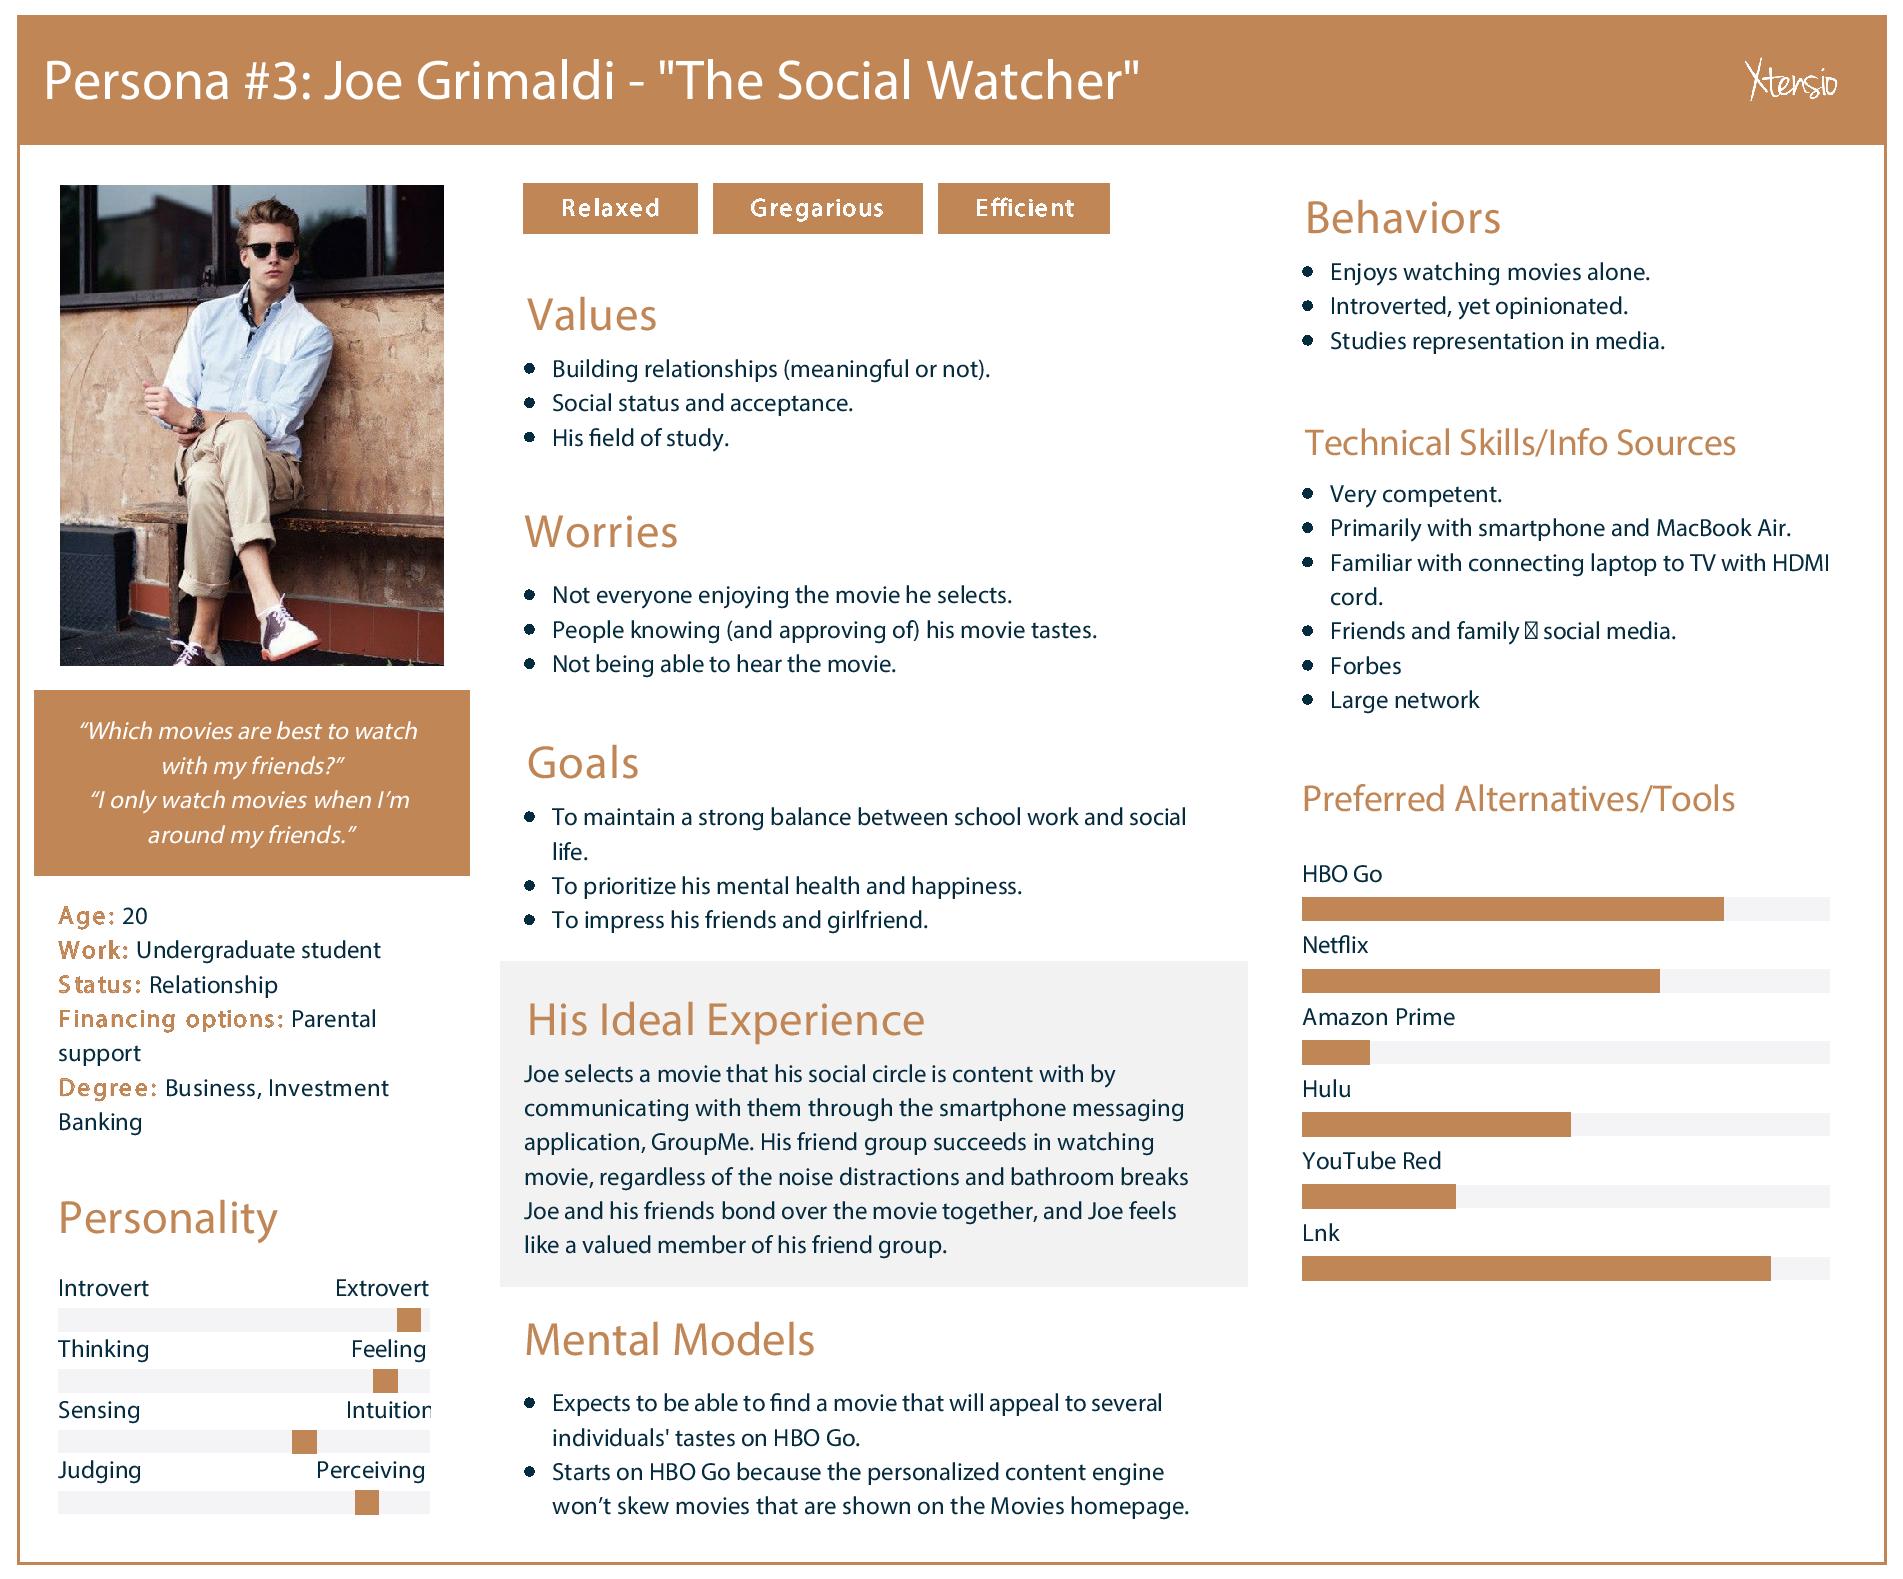 Persona #3: Joe Grimaldi - "The Social Watcher"
Xtensio
“Which movies are best to watch
with my friends?”
“I only watch movies when I’m
around my friends.”
Age: 20
Work: Undergraduate student
Status: Relationship
Financing options: Parental
support
Degree: Business, Investment
Banking
Personality
Introvert Extrovert
Thinking Feeling
Sensing Intuition
Judging Perceiving
Relaxed Gregarious Efficient
Values
Building relationships (meaningful or not).
Social status and acceptance.
His field of study.
Worries
Not everyone enjoying the movie he selects.
People knowing (and approving of) his movie tastes.
Not being able to hear the movie.
Goals
To maintain a strong balance between school work and social
life.
To prioritize his mental health and happiness.
To impress his friends and girlfriend.
His Ideal Experience
Joe selects a movie that his social circle is content with by
communicating with them through the smartphone messaging
application, GroupMe. His friend group succeeds in watching
movie, regardless of the noise distractions and bathroom breaks
Joe and his friends bond over the movie together, and Joe feels
like a valued member of his friend group.
Mental Models
Expects to be able to find a movie that will appeal to several
individuals' tastes on HBO Go.
Starts on HBO Go because the personalized content engine
won’t skew movies that are shown on the Movies homepage.
Behaviors
Enjoys watching movies alone.
Introverted, yet opinionated.
Studies representation in media.
Technical Skills/Info Sources
Very competent.
Primarily with smartphone and MacBook Air.
Familiar with connecting laptop to TV with HDMI
cord.
Friends and family social media.
Forbes
Large network
Preferred Alternatives/Tools
HBO Go
Netflix
Amazon Prime
Hulu
YouTube Red
Lnk